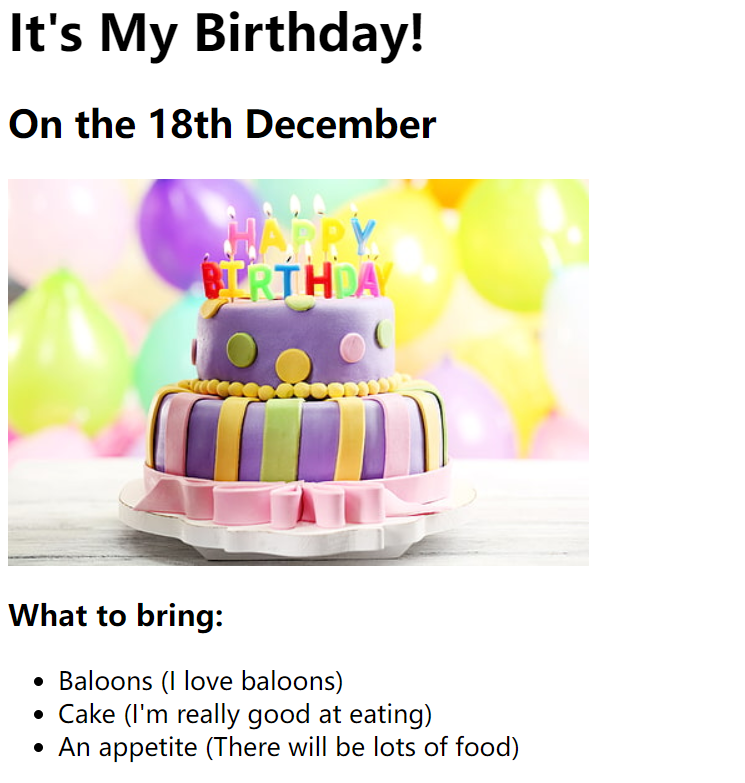 It's My Birthday!
On the 18th December
HAPPY
BIRTHDAY
What to bring:
Baloons (I love baloons)
Cake (I'm really good at eating)
An appetite (There will be lots of food)